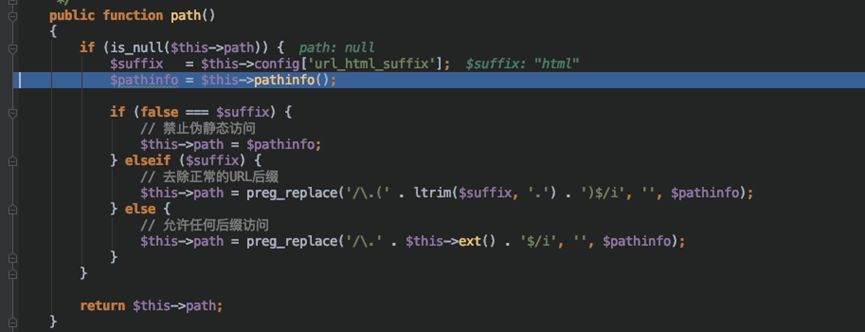 */
public function path()
{
if (is_null($this->path)) { path: null
$suffix   = $this->config['url_html_suffix']; $suffix: "html"
$pathinfo = $this->pathinfo();
if (false === $suffix) {
// 禁止伪静态访问
$this->path = $pathinfo;
} elseif ($suffix) {
// 去除正常的URL后缀
$this->path = preg_replace('/\.(' . ltrim($suffix, '.') . ')$/i', '', $pathinfo);
} else {
// 允许任何后缀访问
$this->path = preg_replace('/\.' . $this->ext() . '$/i', '', $pathinfo);
}
}
return $this->path;
}